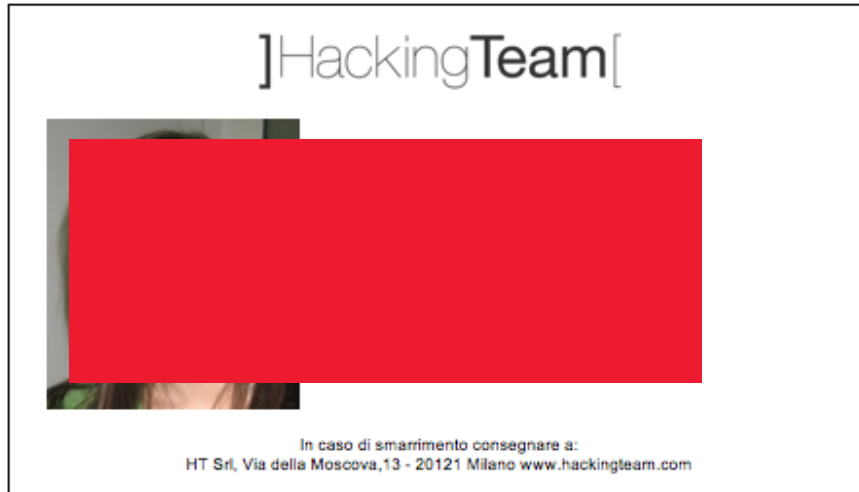 ]HackingTeam[
In caso di smarrimento consegnare a:
HT Srl, Via della Moscova,13 - 20121 Milano www.hackingteam.com